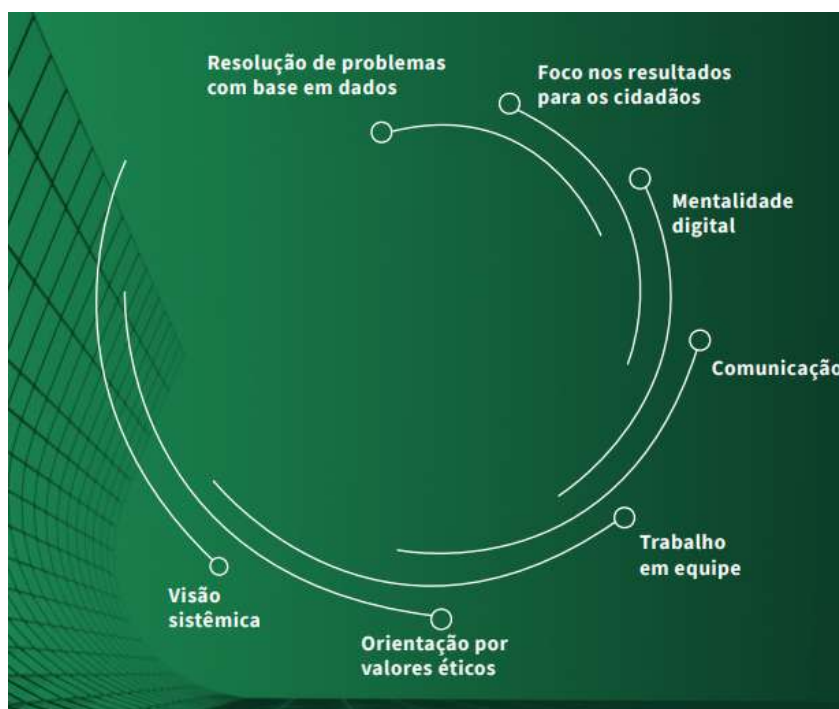 Resolução de problemas
com base em dados
Foco nos resultados
para os cidadãos
Mentalidade
digital
Comunicação
Trabalho
em equipe
Orientação por
valores éticos
Visão
sistêmica